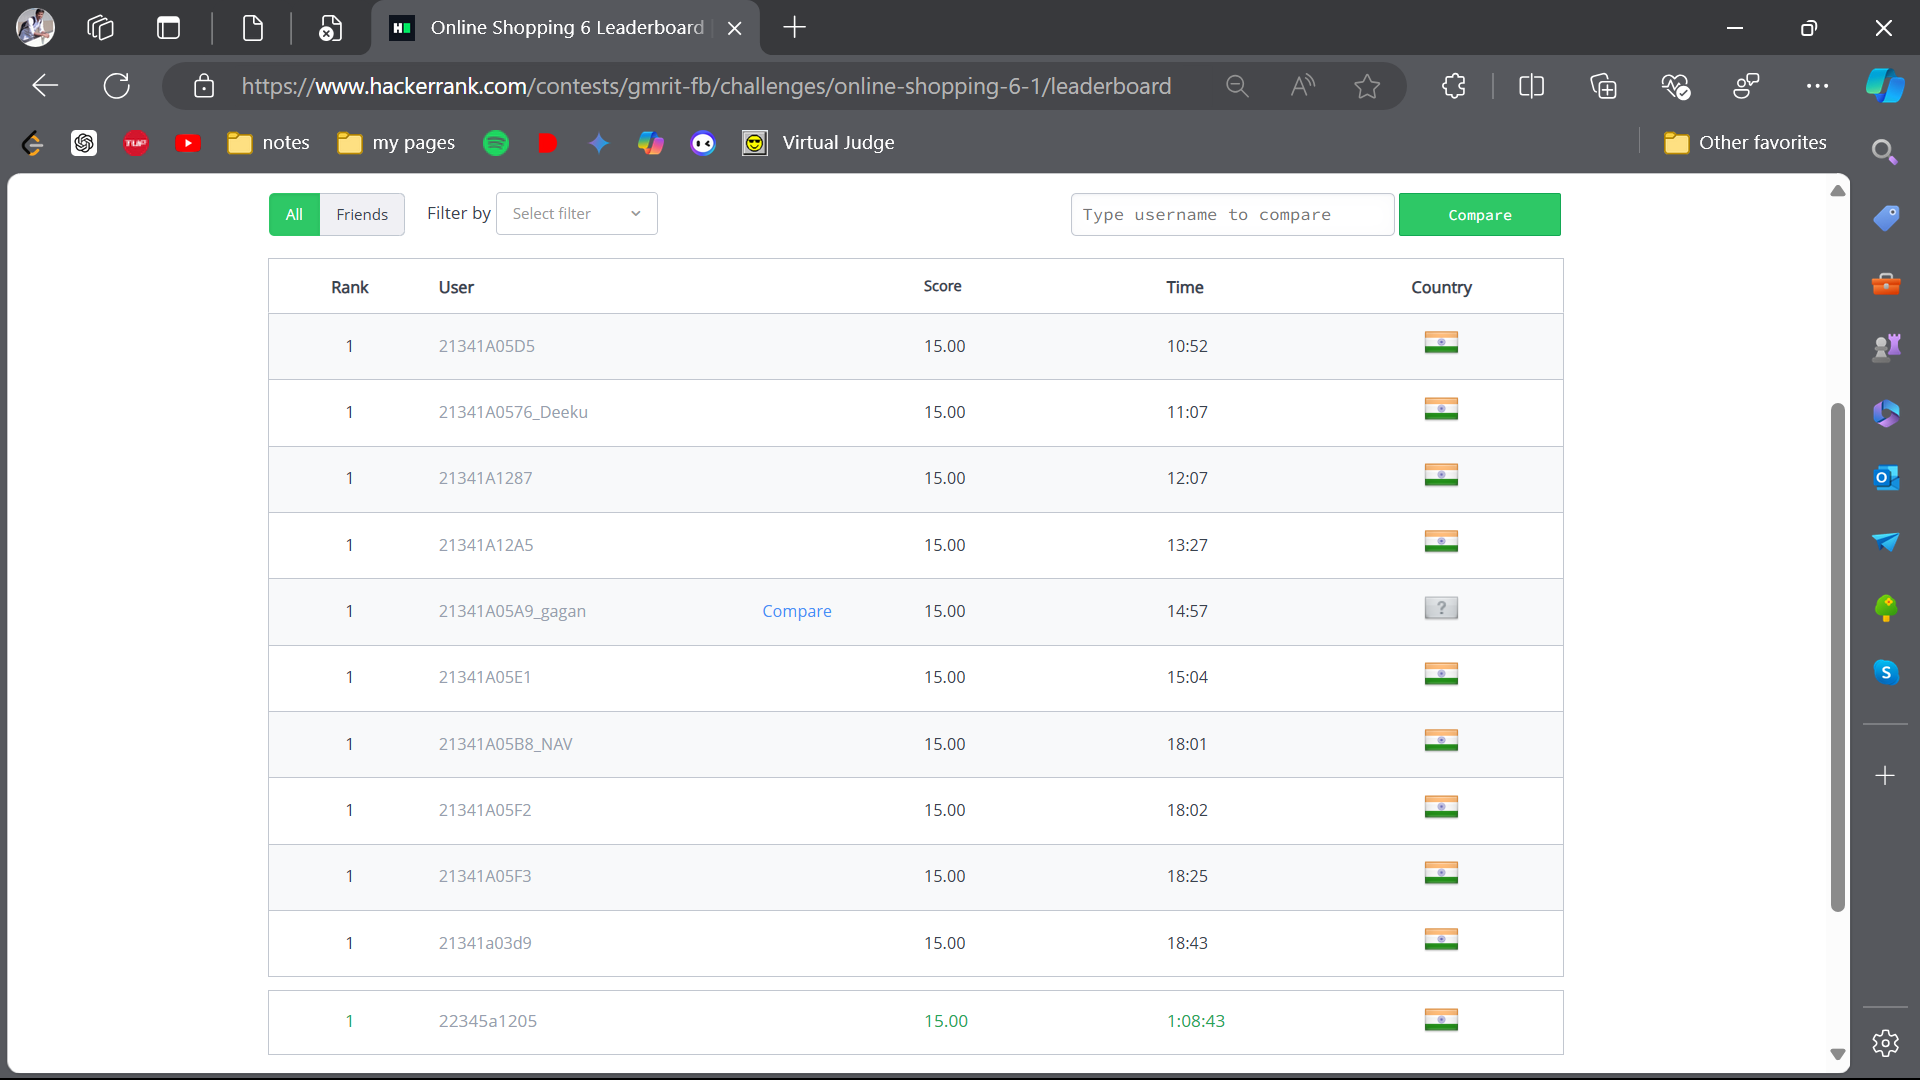 Online Shopping 6 Leaderboard
https://www.hackerrank.com/contests/gmrit-fb/challenges/online-shopping-6-1/leaderboard
notes my pages Virtual Judge Other favorites
All Friends Filter by Select filter Type username to compare Compare
Rank User Score Time Country
1 21341A05D5 15.00 10:52
1 21341A0576_Deeku 15.00 11:07
1 21341A1287 15.00 12:07
1 21341A12A5 15.00 13:27
1 21341A05A9_gagan Compare 15.00 14:57
1 21341A05E1 15.00 15:04
1 21341A05B8_NAV 15.00 18:01
1 21341A05F2 15.00 18:02
1 21341A05F3 15.00 18:25
1 21341a03d9 15.00 18:43
1 22345a1205 15.00 1:08:43